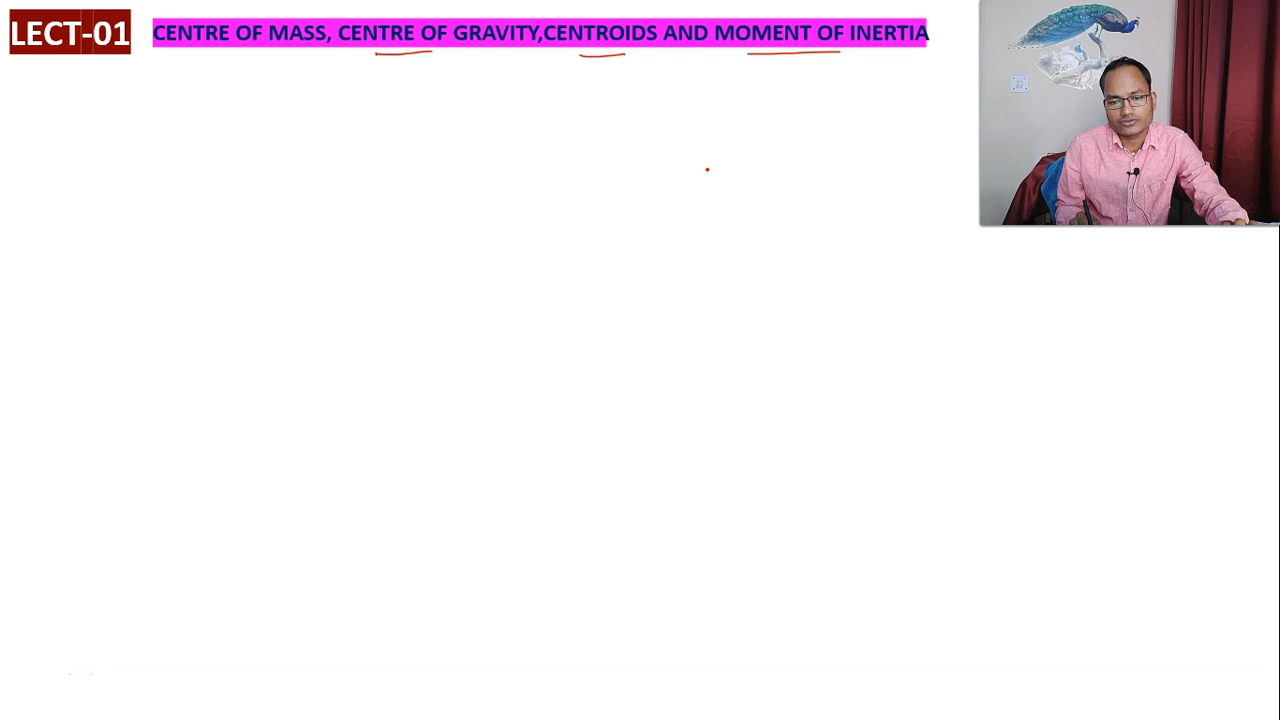 LECT-01 CENTRE OF MASS, CENTRE OF GRAVITY,CENTROIDS AND MOMENT OF INERTIA